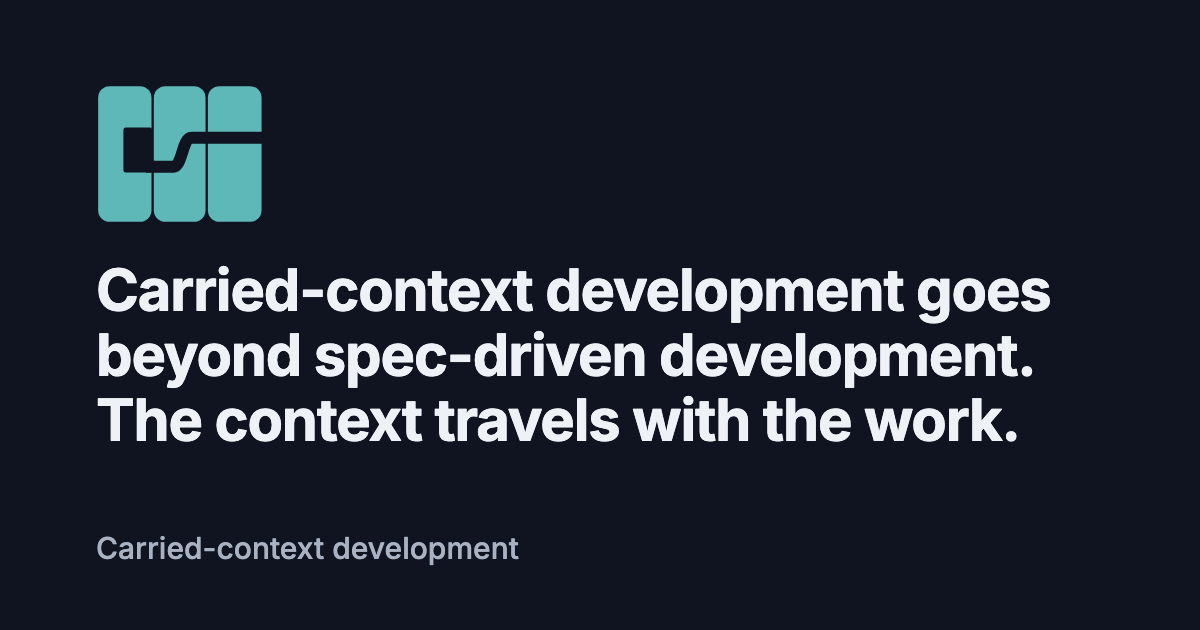 Carried-context development goes
beyond spec-driven development.
The context travels with the work.
Carried-context development